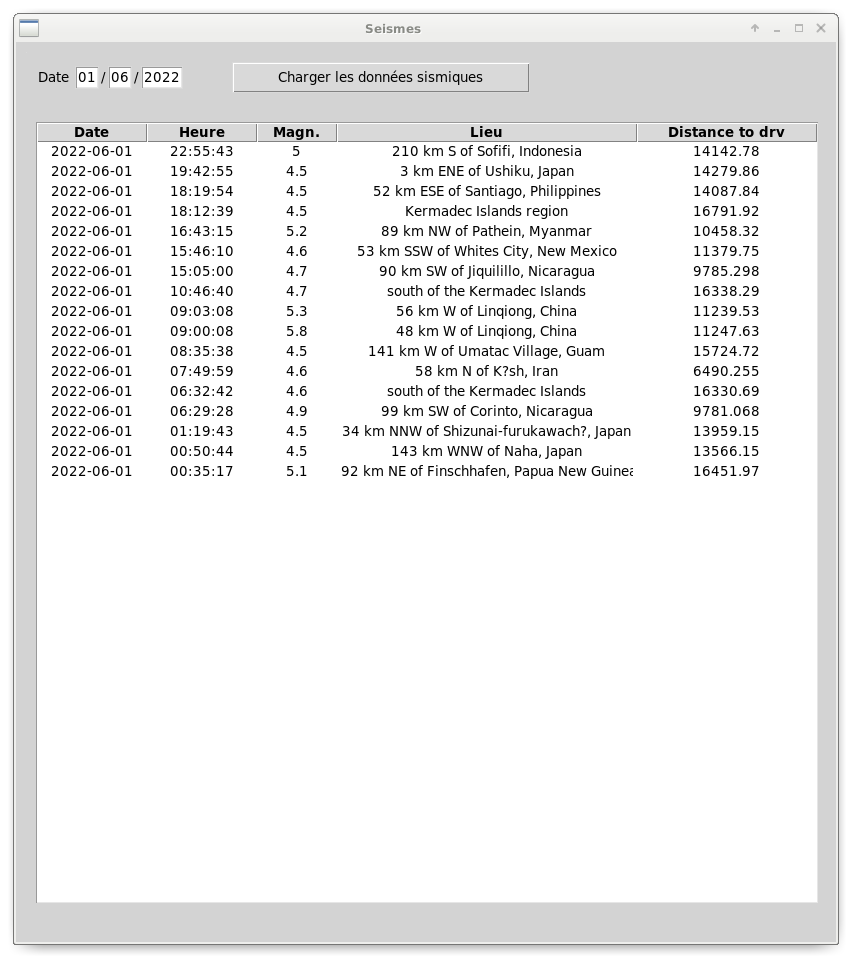 Seismes
Date 01 / 06 / 2022 Charger les données sismiques
Date Heure Magn. Lieu Distance to drv
2022-06-01 22:55:43 5 210 km S of Sofifi, Indonesia 14142.78
2022-06-01 19:42:55 4.5 3 km ENE of Ushiku, Japan 14279.86
2022-06-01 18:19:54 4.5 52 km ESE of Santiago, Philippines 14087.84
2022-06-01 18:12:39 4.5 Kermadec Islands region 16791.92
2022-06-01 16:43:15 5.2 89 km NW of Pathein, Myanmar 10458.32
2022-06-01 15:46:10 4.6 53 km SSW of Whites City, New Mexico 11379.75
2022-06-01 15:05:00 4.7 90 km SW of Jiquilillo, Nicaragua 9785.298
2022-06-01 10:46:40 4.7 south of the Kermadec Islands 16338.29
2022-06-01 09:03:08 5.3 56 km W of Linqiong, China 11239.53
2022-06-01 09:00:08 5.8 48 km W of Linqiong, China 11247.63
2022-06-01 08:35:38 4.5 141 km W of Umatac Village, Guam 15724.72
2022-06-01 07:49:59 4.6 58 km N of K?sh, Iran 6490.255
2022-06-01 06:32:42 4.6 south of the Kermadec Islands 16330.69
2022-06-01 06:29:28 4.9 99 km SW of Corinto, Nicaragua 9781.068
2022-06-01 01:19:43 4.5 34 km NNW of Shizunai-furukawach?, Japan 13959.15
2022-06-01 00:50:44 4.5 143 km WNW of Naha, Japan 13566.15
2022-06-01 00:35:17 5.1 92 km NE of Finschhafen, Papua New Guinea 16451.97